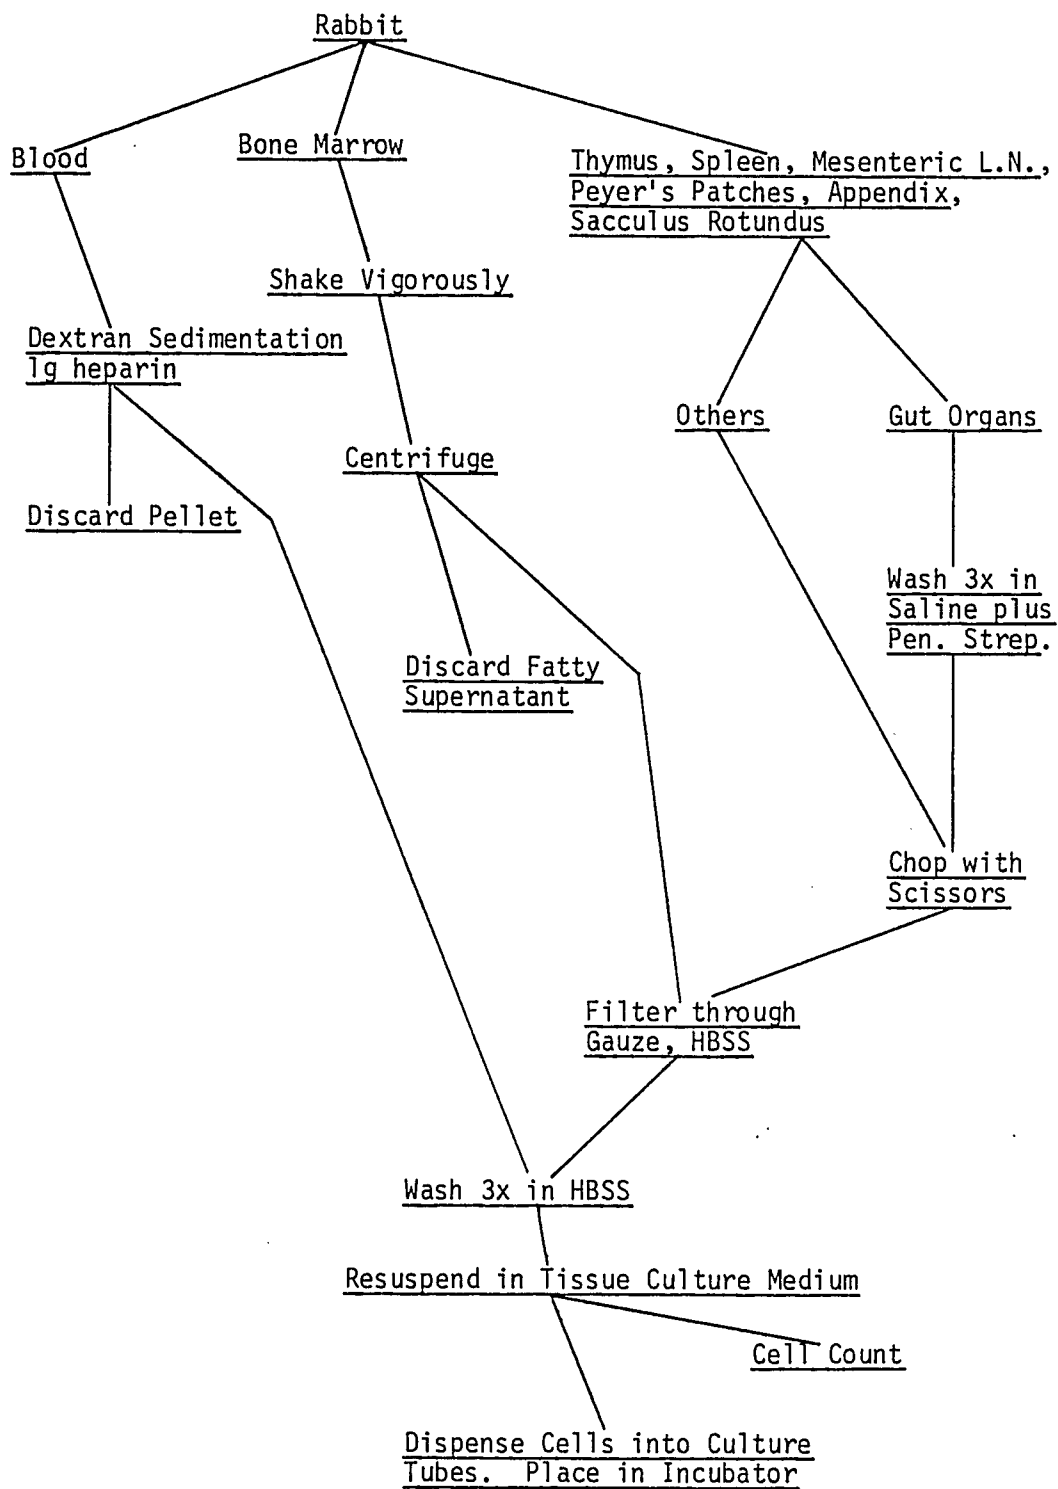 Rabbit
Blood
Bone Marrow
Thymus, Spleen, Mesenteric L.N.,
Peyer's Patches, Appendix,
Sacculus Rotundus
Shake Vigorously
Dextran Sedimentation
1g heparin
Others
Gut Organs
Centrifuge
Discard Pellet
Wash 3x in
Saline plus
Pen. Strep.
Discard Fatty
Supernatant
Chop with
Scissors
Filter through
Gauze, HBSS
Wash 3x in HBSS
Resuspend in Tissue Culture Medium
Cell Count
Dispense Cells into Culture
Tubes.  Place in Incubator